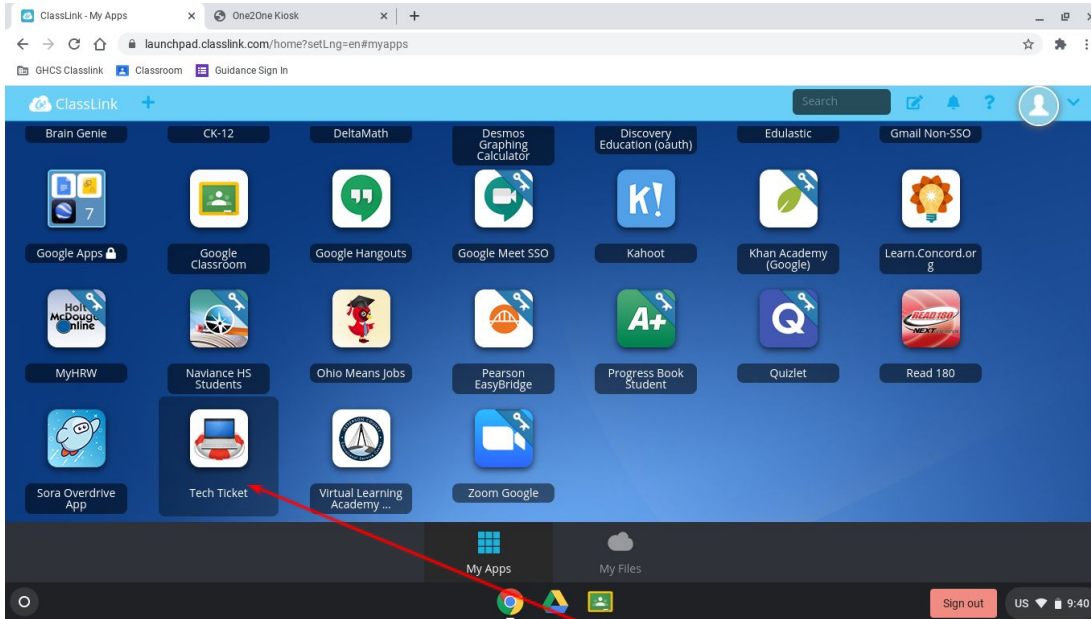 ClassLink - My Apps
One2One Kiosk
launchpad.classlink.com/home?setLng=en#myapps
GHCS Classlink
Classroom
Guidance Sign In
ClassLink
Search
?
Brain Genie
CK-12
DeltaMath
Desmos
Graphing
Calculator
Discovery
Education (oauth)
Edulastic
Gmail Non-SSO
7
K!
Google Apps
Google
Classroom
Google Hangouts
Google Meet SSO
Kahoot
Khan Academy
(Google)
Learn.Concord.or
g
Holt
McDouga
nline
A+
Q
READ 180
NEXT
MyHRW
Naviance HS
Students
Ohio Means Jobs
Pearson
EasyBridge
Progress Book
Student
Quizlet
Read 180
Sora Overdrive
App
Tech Ticket
Virtual Learning
Academy ...
Zoom Google
My Apps
My Files
Sign out
US
9:40